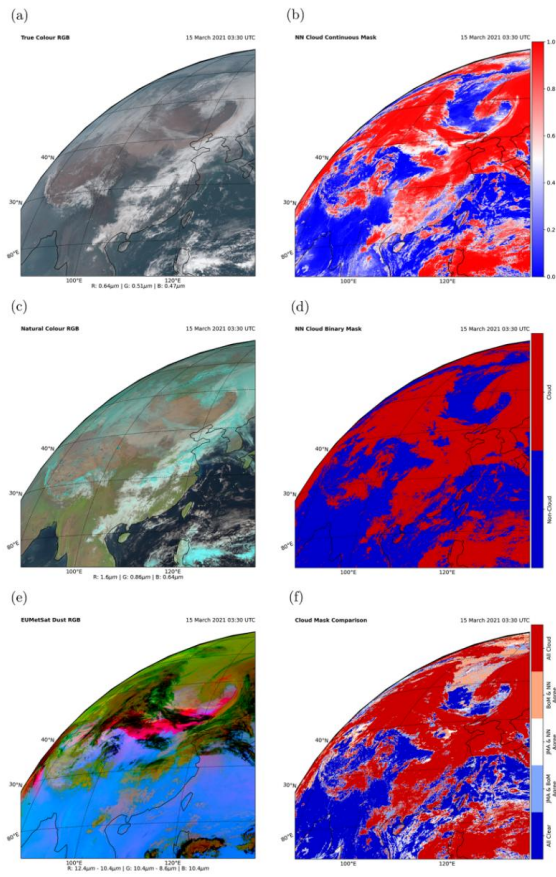 (a)
(b)
True Colour RGB
15 March 2021 03:30 UTC
NN Cloud Continuous Mask
15 March 2021 03:30 UTC
1.0
0.8
0.6
0.4
0.2
0.0
40°N
30°N
80°E
100°E
120°E
R: 0.64μm | G: 0.51μm | B: 0.47μm
40°N
30°N
80°E
100°E
120°E
(c)
(d)
Natural Colour RGB
15 March 2021 03:30 UTC
NN Cloud Binary Mask
15 March 2021 03:30 UTC
Cloud
Non-Cloud
40°N
30°N
80°E
100°E
120°E
R: 1.6μm | G: 0.86μm | B: 0.64μm
40°N
30°N
80°E
100°E
120°E
(e)
(f)
EUMetSat Dust RGB
15 March 2021 03:30 UTC
Cloud Mask Comparison
15 March 2021 03:30 UTC
All Cloud
BoM & NN
Agree
JMA & NN
Agree
JMA & BoM
Agree
All Clear
40°N
30°N
80°E
100°E
120°E
R: 12.4μm - 10.4μm | G: 10.4μm - 8.6μm | B: 10.4μm
40°N
30°N
80°E
100°E
120°E